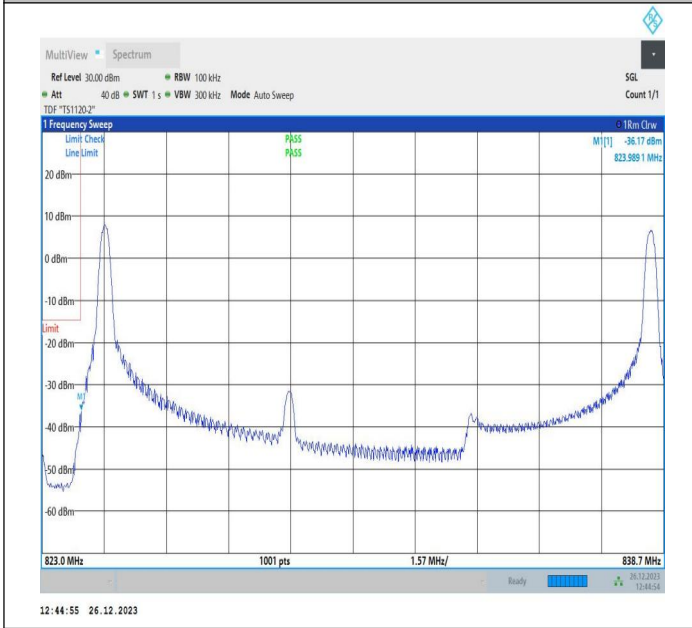 R&S
MultiView Spectrum
Ref Level 30.00 dBm RBW 100 kHz SGL
Att 40 dB SWT 1 s VBW 300 kHz Mode Auto Sweep Count 1/1
TDF "TS1120-2"
1 Frequency Sweep 1Rm Clrw
Limit Check PASS M1[1] -36.17 dBm
Line Limit PASS 823.989 1 MHz
20 dBm
10 dBm
0 dBm
-10 dBm
Limit
-20 dBm
-30 dBm
M1
-40 dBm
-50 dBm
-60 dBm
823.0 MHz 1001 pts 1.57 MHz/ 838.7 MHz
Ready 26.12.2023
12:44:54
12:44:55 26.12.2023